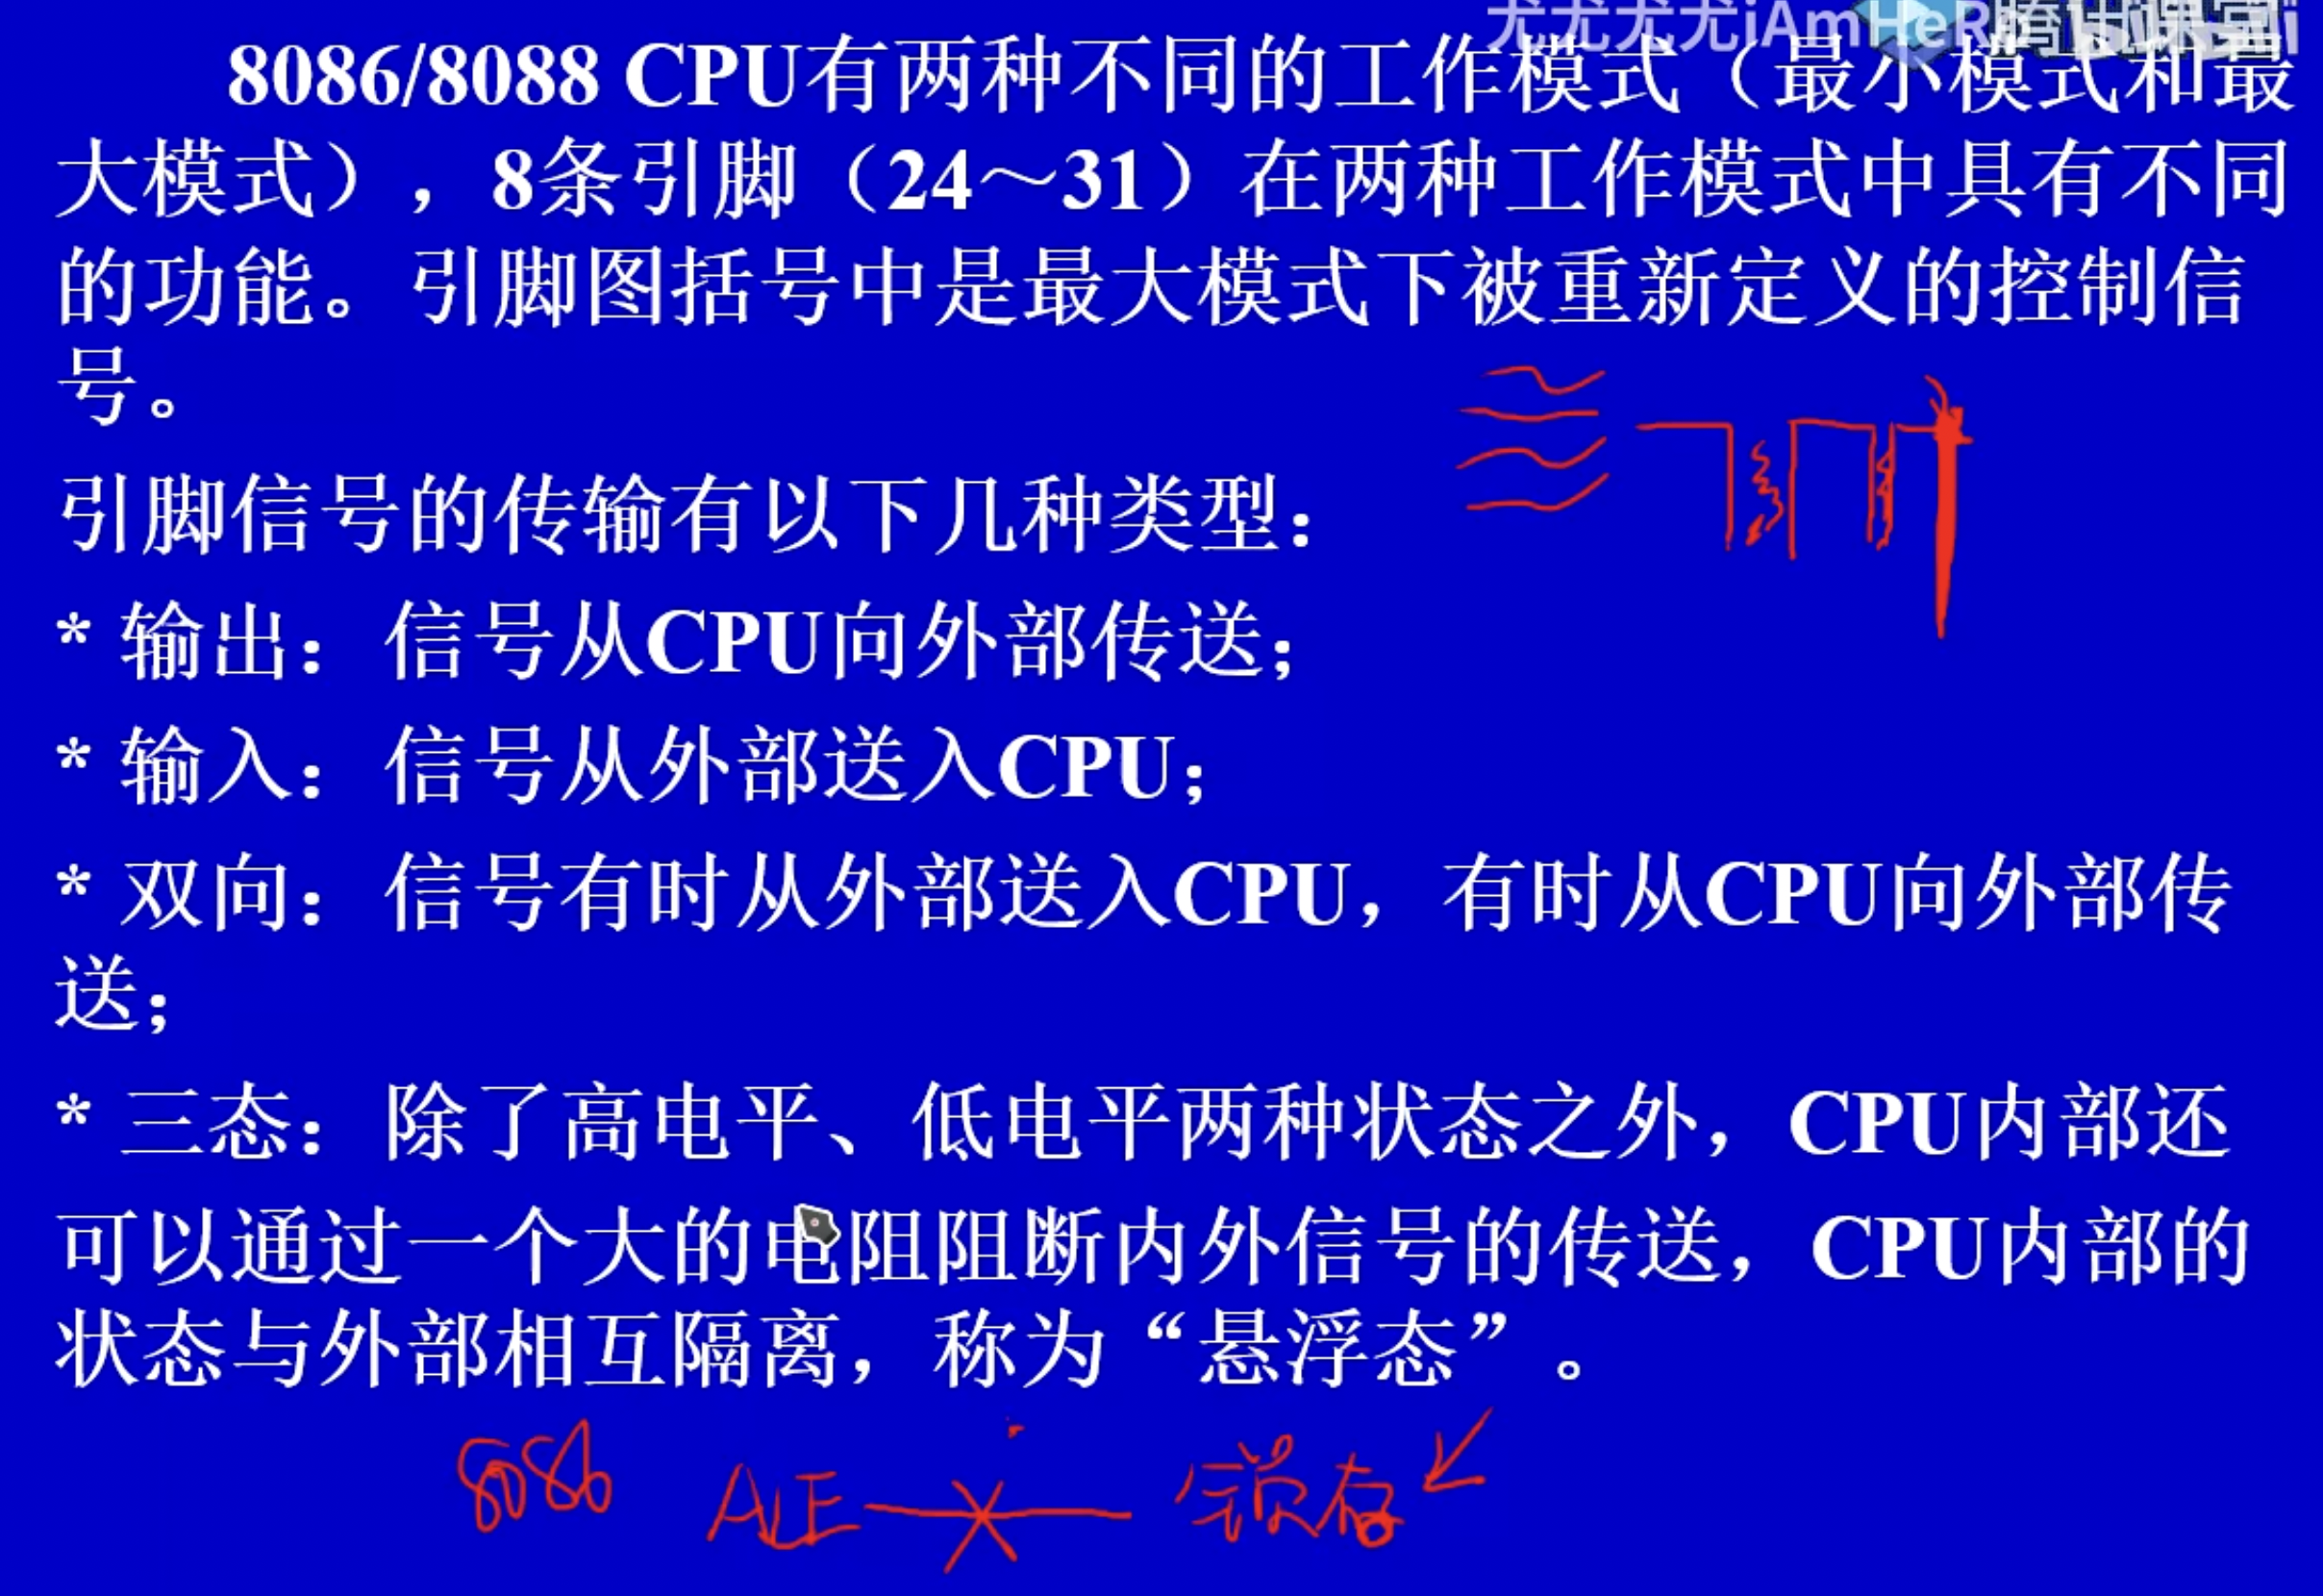 尤尤尤尤iAmHeR
8086/8088 CPU有两种不同的工作模式（最小模式和最
大模式），8条引脚（24～31）在两种工作模式中具有不同
的功能。引脚图括号中是最大模式下被重新定义的控制信
号。
引脚信号的传输有以下几种类型：
* 输出： 信号从CPU向外部传送；
* 输入： 信号从外部送入CPU；
* 双向： 信号有时从外部送入CPU， 有时从CPU向外部传
送；
* 三态： 除了高电平、低电平两种状态之外， CPU内部还
可以通过一个大的电阻阻断内外信号的传送， CPU内部的
状态与外部相互隔离， 称为“悬浮态”。
8086 ALE 锁存